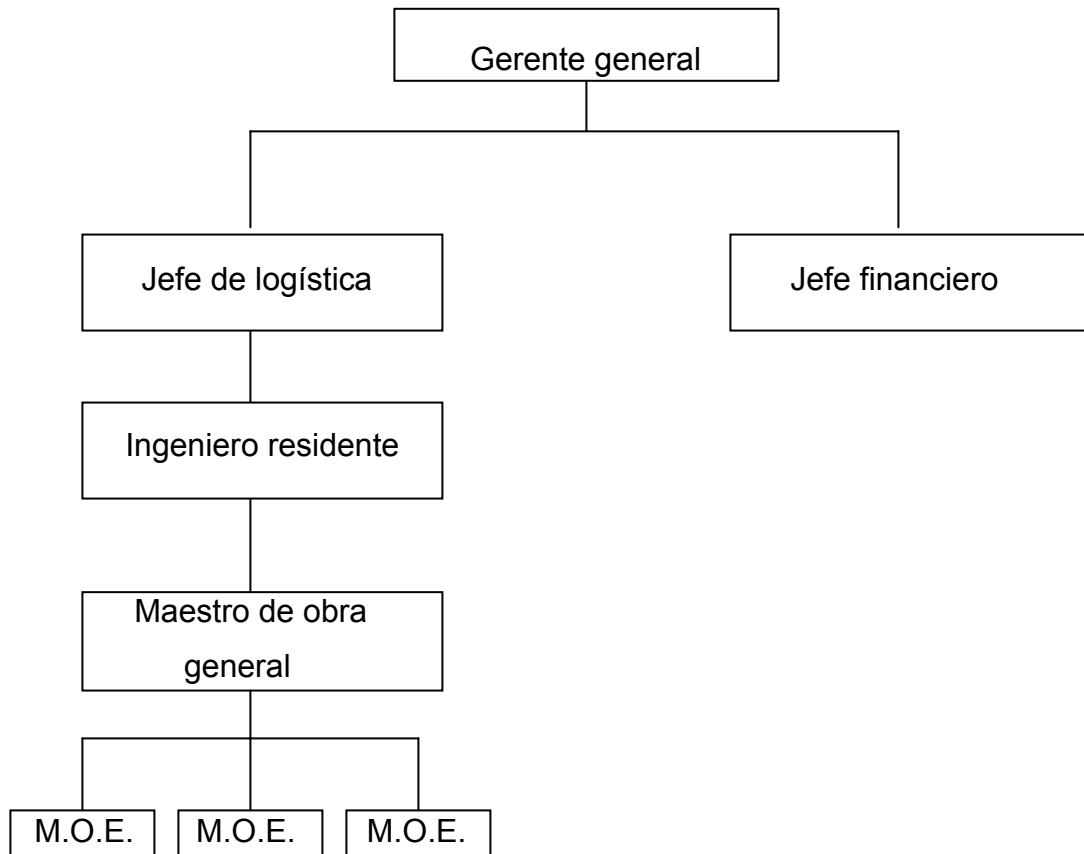 Gerente general
Jefe de logística
Jefe financiero
Ingeniero residente
Maestro de obra
general
M.O.E.
M.O.E.
M.O.E.